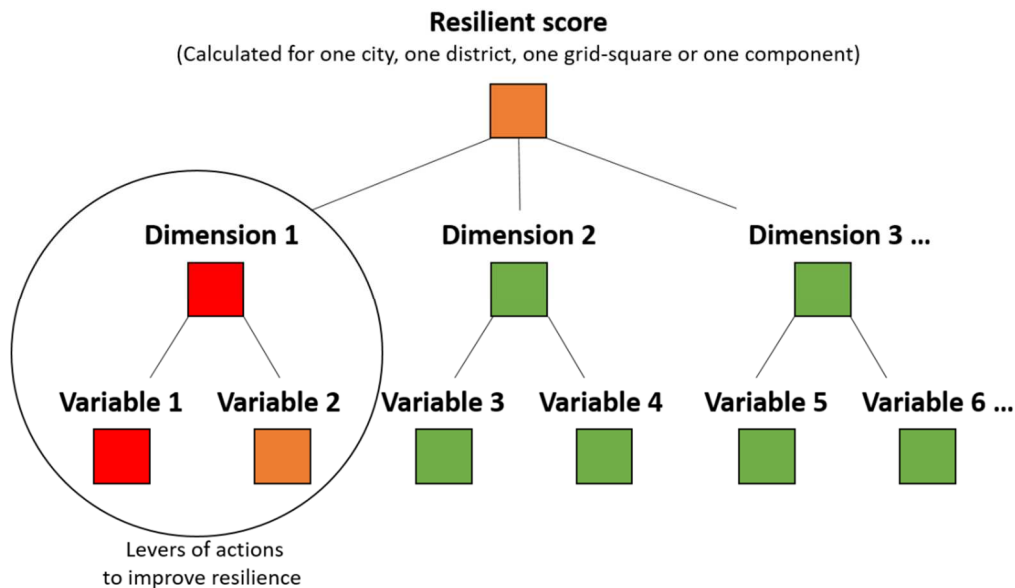 Resilient score
(Calculated for one city, one district, one grid-square or one component)
Dimension 1
Dimension 2
Dimension 3 ...
Variable 1
Variable 2
Variable 3
Variable 4
Variable 5
Variable 6 ...
Levers of actions
to improve resilience